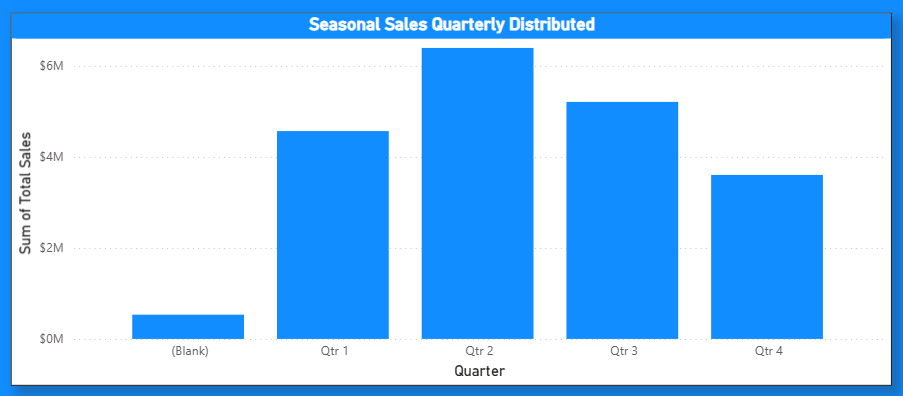 Seasonal Sales Quarterly Distributed
Sum of Total Sales
$6M
$4M
$2M
$0M
(Blank)
Qtr 1
Qtr 2
Qtr 3
Qtr 4
Quarter